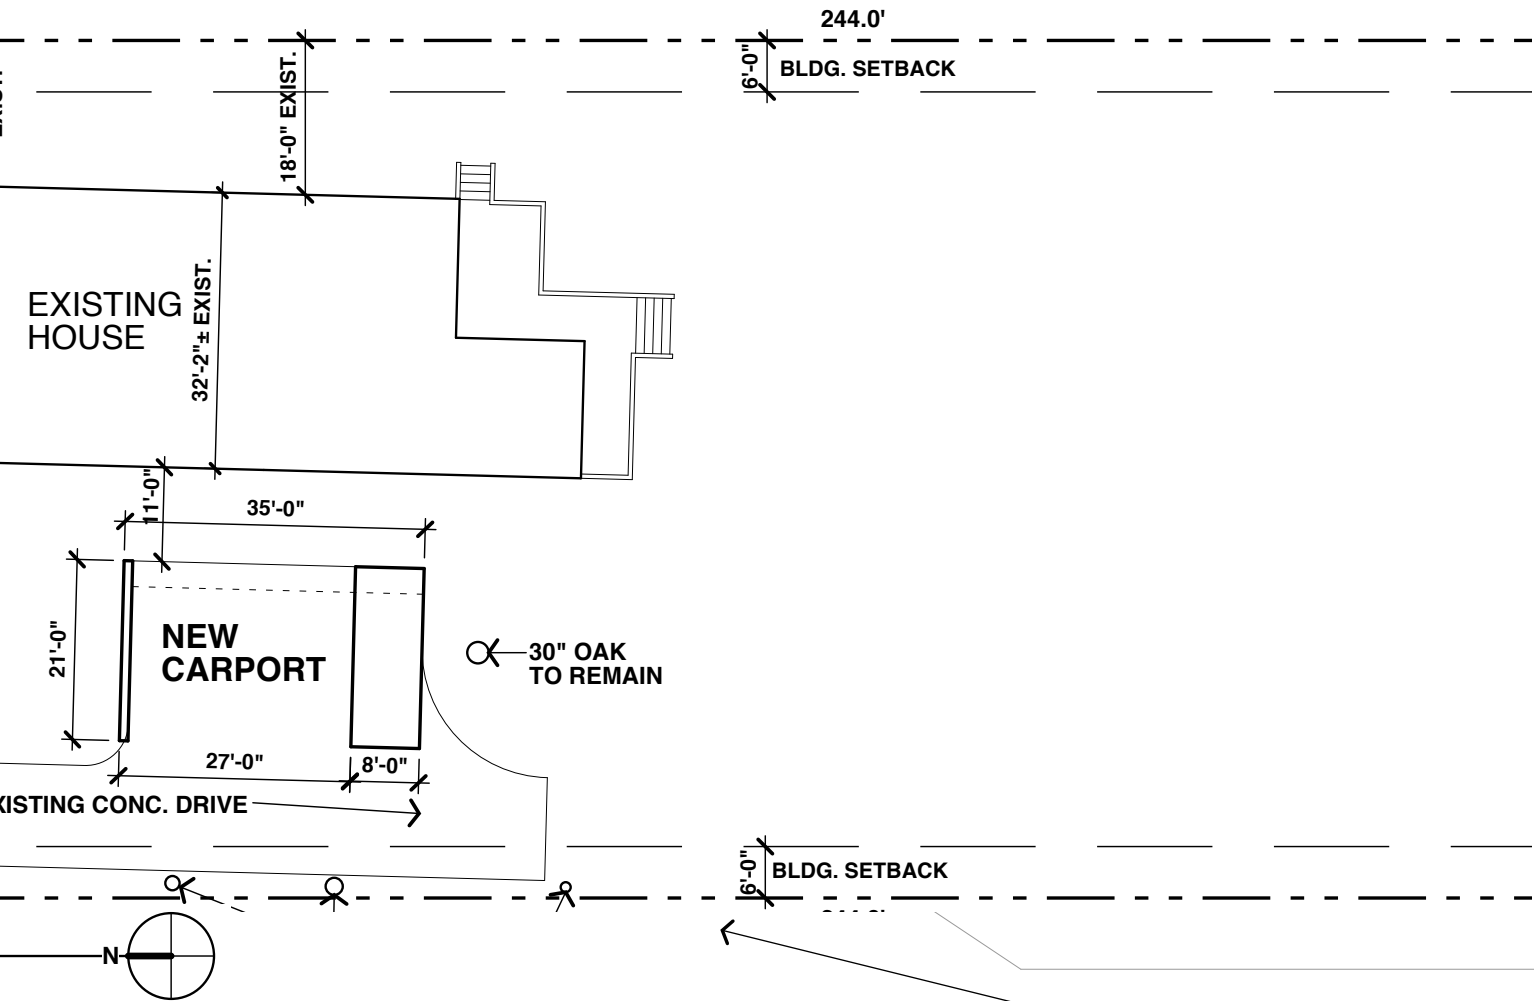 244.0'
6'-0"
BLDG. SETBACK
18'-0" EXIST.
EXISTING
HOUSE
32'-2"± EXIST.
11'-0"
35'-0"
21'-0"
NEW
CARPORT
30" OAK
TO REMAIN
27'-0"
8'-0"
XISTING CONC. DRIVE
6'-0"
BLDG. SETBACK
N